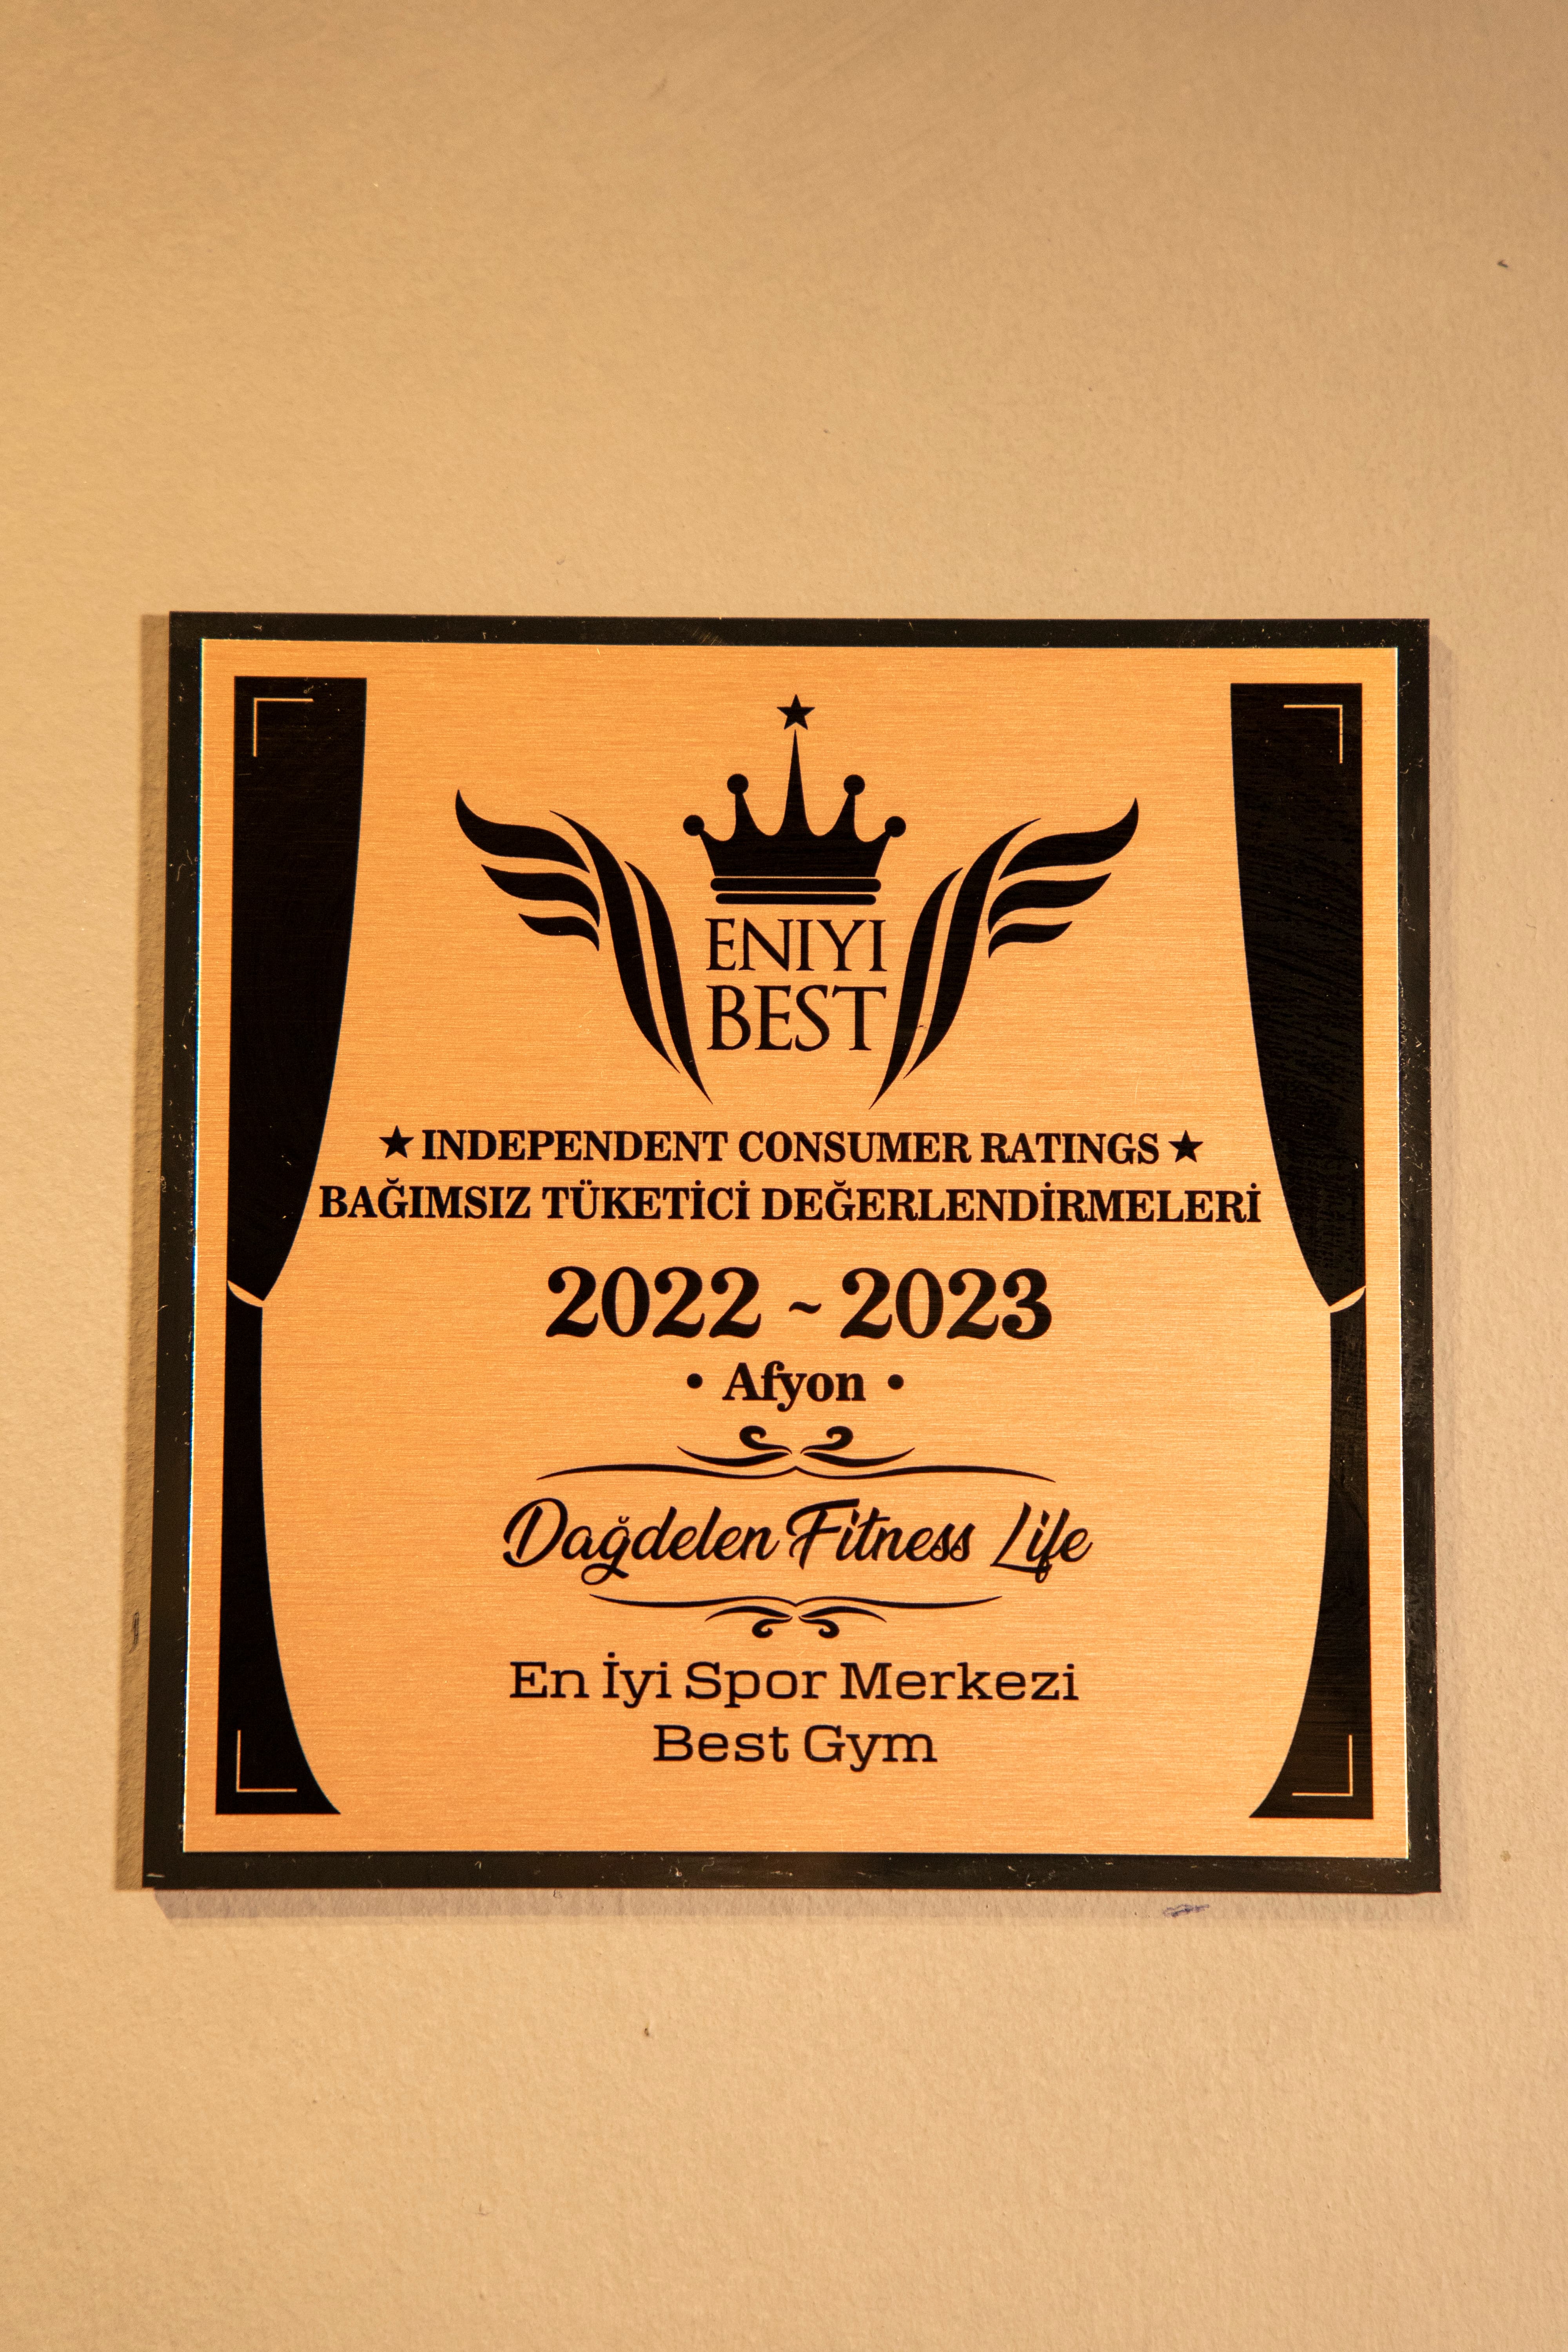 ENIYI
BEST
★ INDEPENDENT CONSUMER RATINGS ★
BAĞIMSIZ TÜKETİCİ DEĞERLENDİRMELERİ
2022 ~ 2023
• Afyon •
Dağdelen Fitness Life
En İyi Spor Merkezi
Best Gym